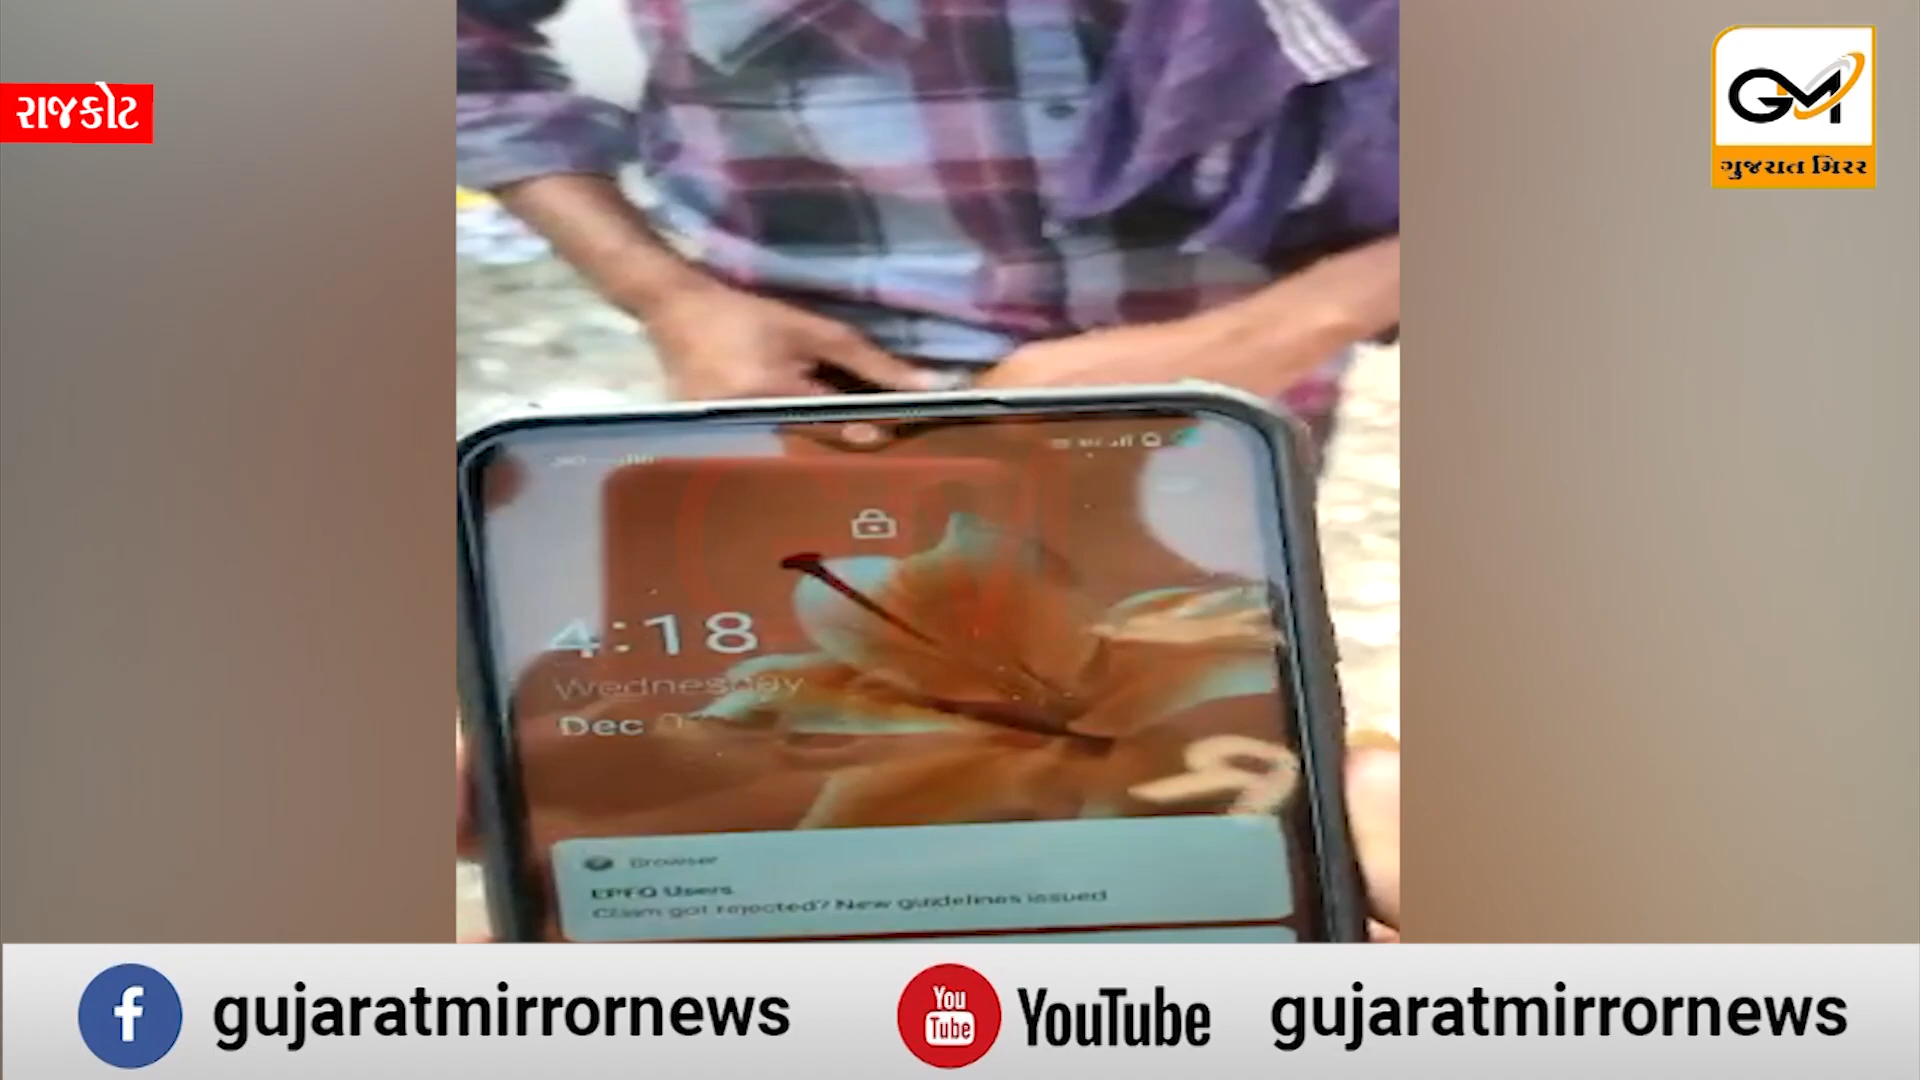 રાજકોટ
GM
ગુજરાત મિરર
4:18
Wednesday
Dec
Browser
EPFO Users
Claim got rejected? New guidelines issued
f gujaratmirrornews
You
Tube
YouTube gujaratmirrornews